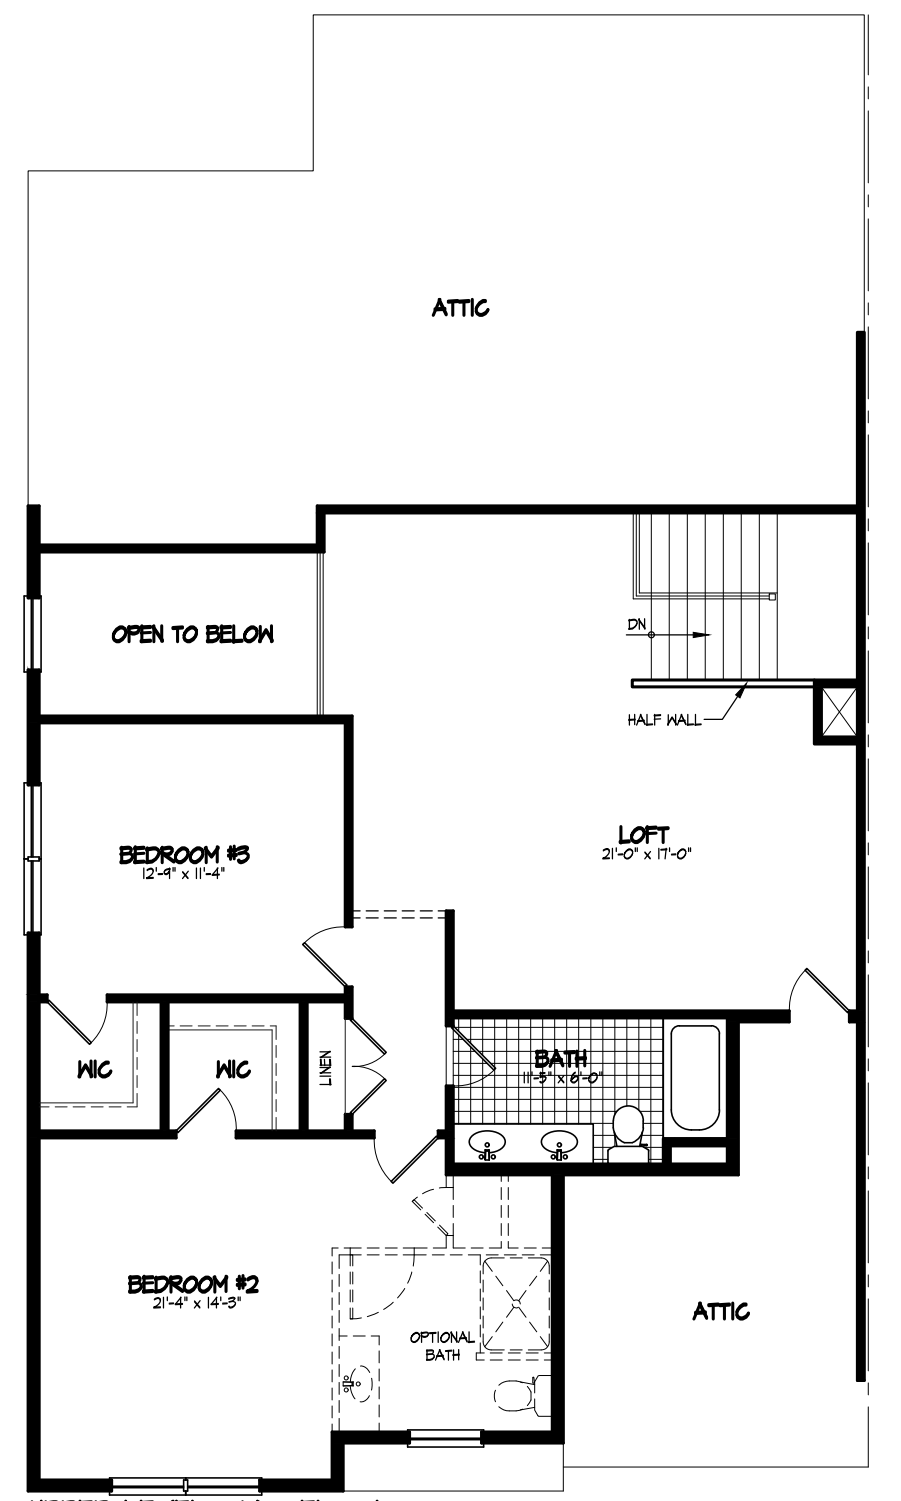 ATTIC
OPEN TO BELOW
DN
HALF WALL
LOFT
21'-0" x 17'-0"
BEDROOM #3
12'-9" x 11'-4"
WIC
WIC
LINEN
BATH
11'-5" x 6'-0"
BEDROOM #2
21'-4" x 14'-3"
ATTIC
OPTIONAL
BATH